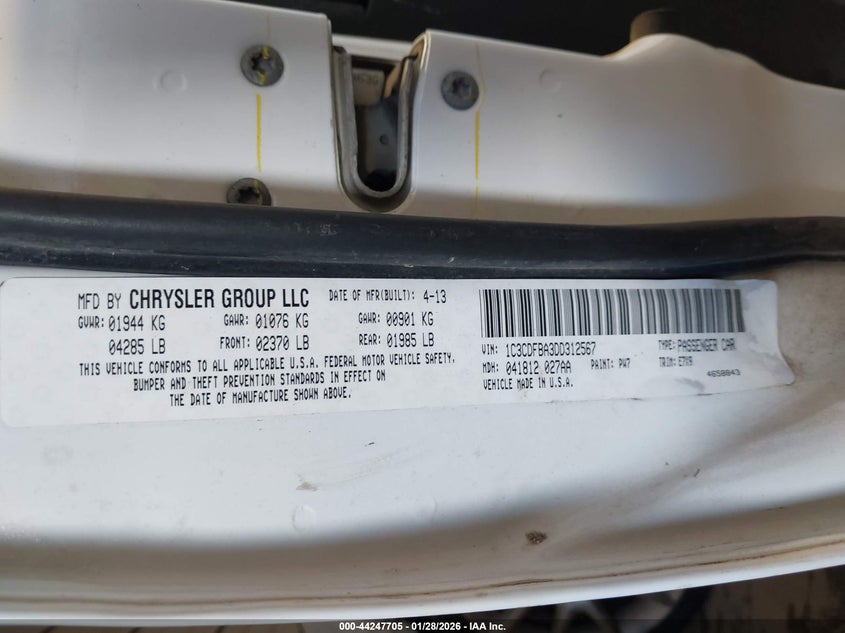 MFD BY CHRYSLER GROUP LLC DATE OF MFR(BUILT): 4-13
GVWR: 01944 KG GAWR: 01076 KG GAWR: 00901 KG
04285 LB FRONT: 02370 LB REAR: 01985 LB
THIS VEHICLE CONFORMS TO ALL APPLICABLE U.S.A. FEDERAL MOTOR VEHICLE SAFETY,
BUMPER AND THEFT PREVENTION STANDARDS IN EFFECT ON
THE DATE OF MANUFACTURE SHOWN ABOVE.
VIN: 1C3CDFBA3DD312567 TYPE: PASSENGER CAR
MDH: 041812 027AA PAINT: PW7 TRIM: E7X9
VEHICLE MADE IN U.S.A. 4658843
000-44247705 - 01/28/2026 - IAA Inc.